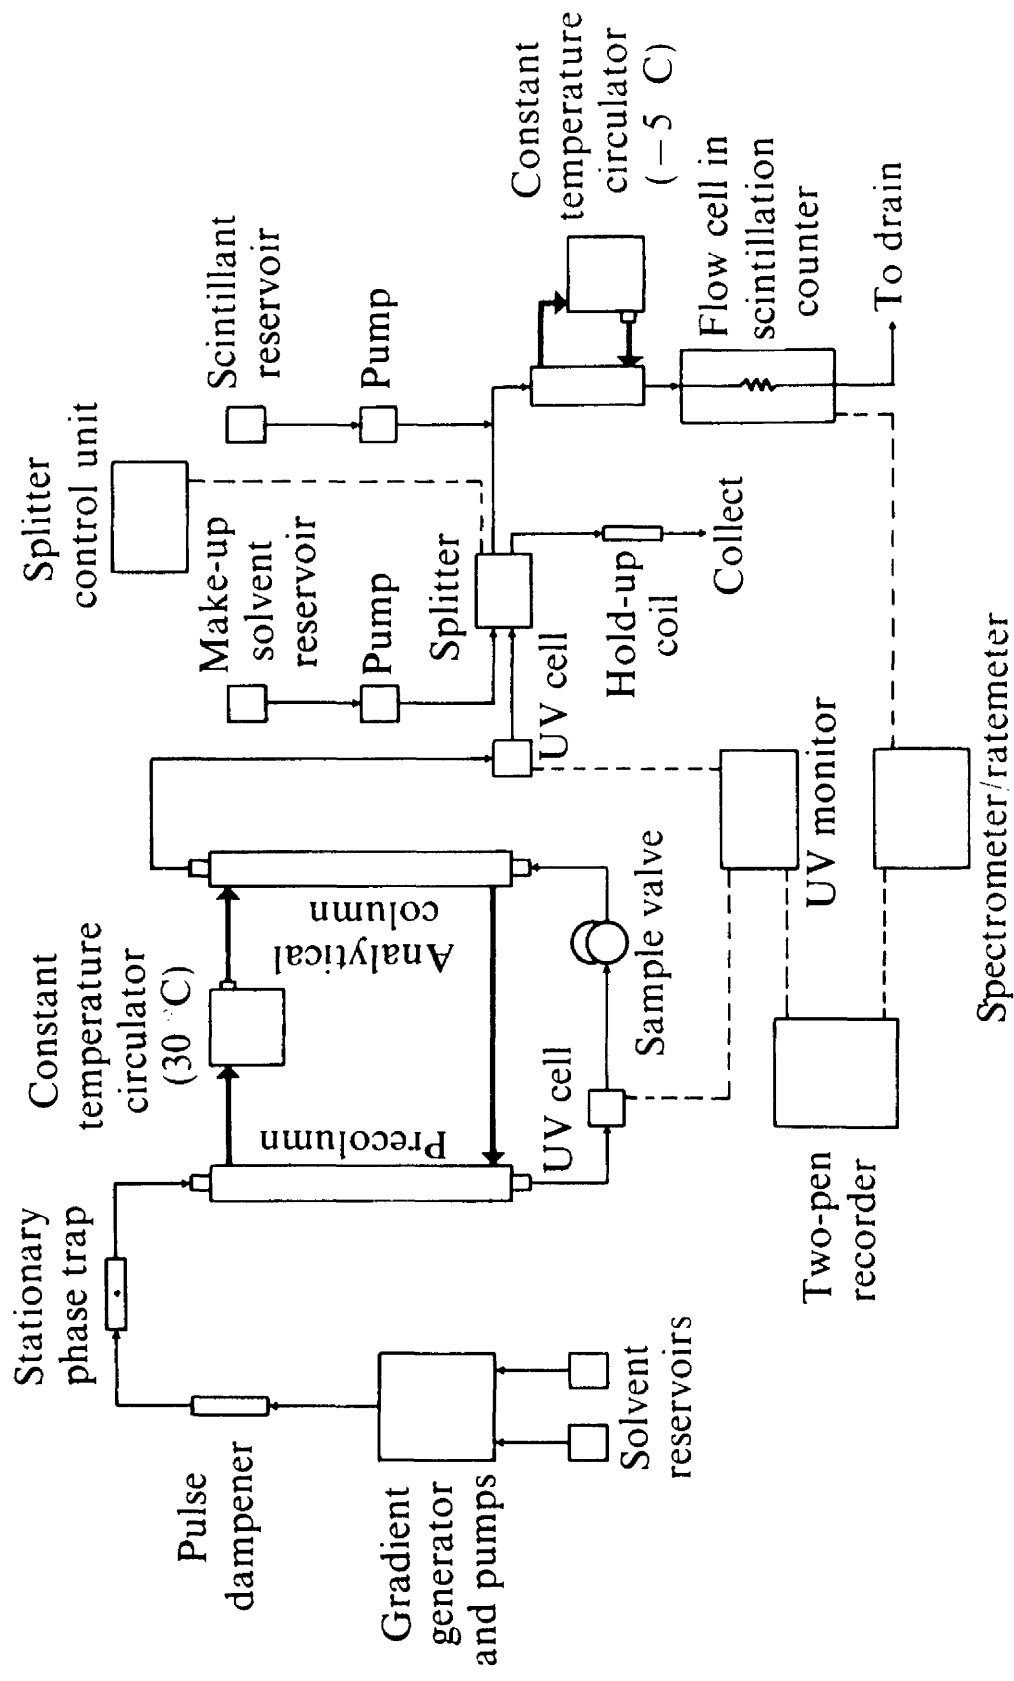 Stationary
phase trap
Pulse
dampener
Gradient
generator
and pumps
Solvent
reservoirs
Constant
temperature
circulator
(30 °C)
Precolumn
Analytical
column
UV cell
Sample valve
Two-pen
recorder
UV monitor
Spectrometer/ratemeter
UV cell
Make-up
solvent
reservoir
Pump
Splitter
Splitter
control unit
Hold-up
coil
Collect
Scintillant
reservoir
Pump
Constant
temperature
circulator
(−5 C)
Flow cell in
scintillation
counter
To drain